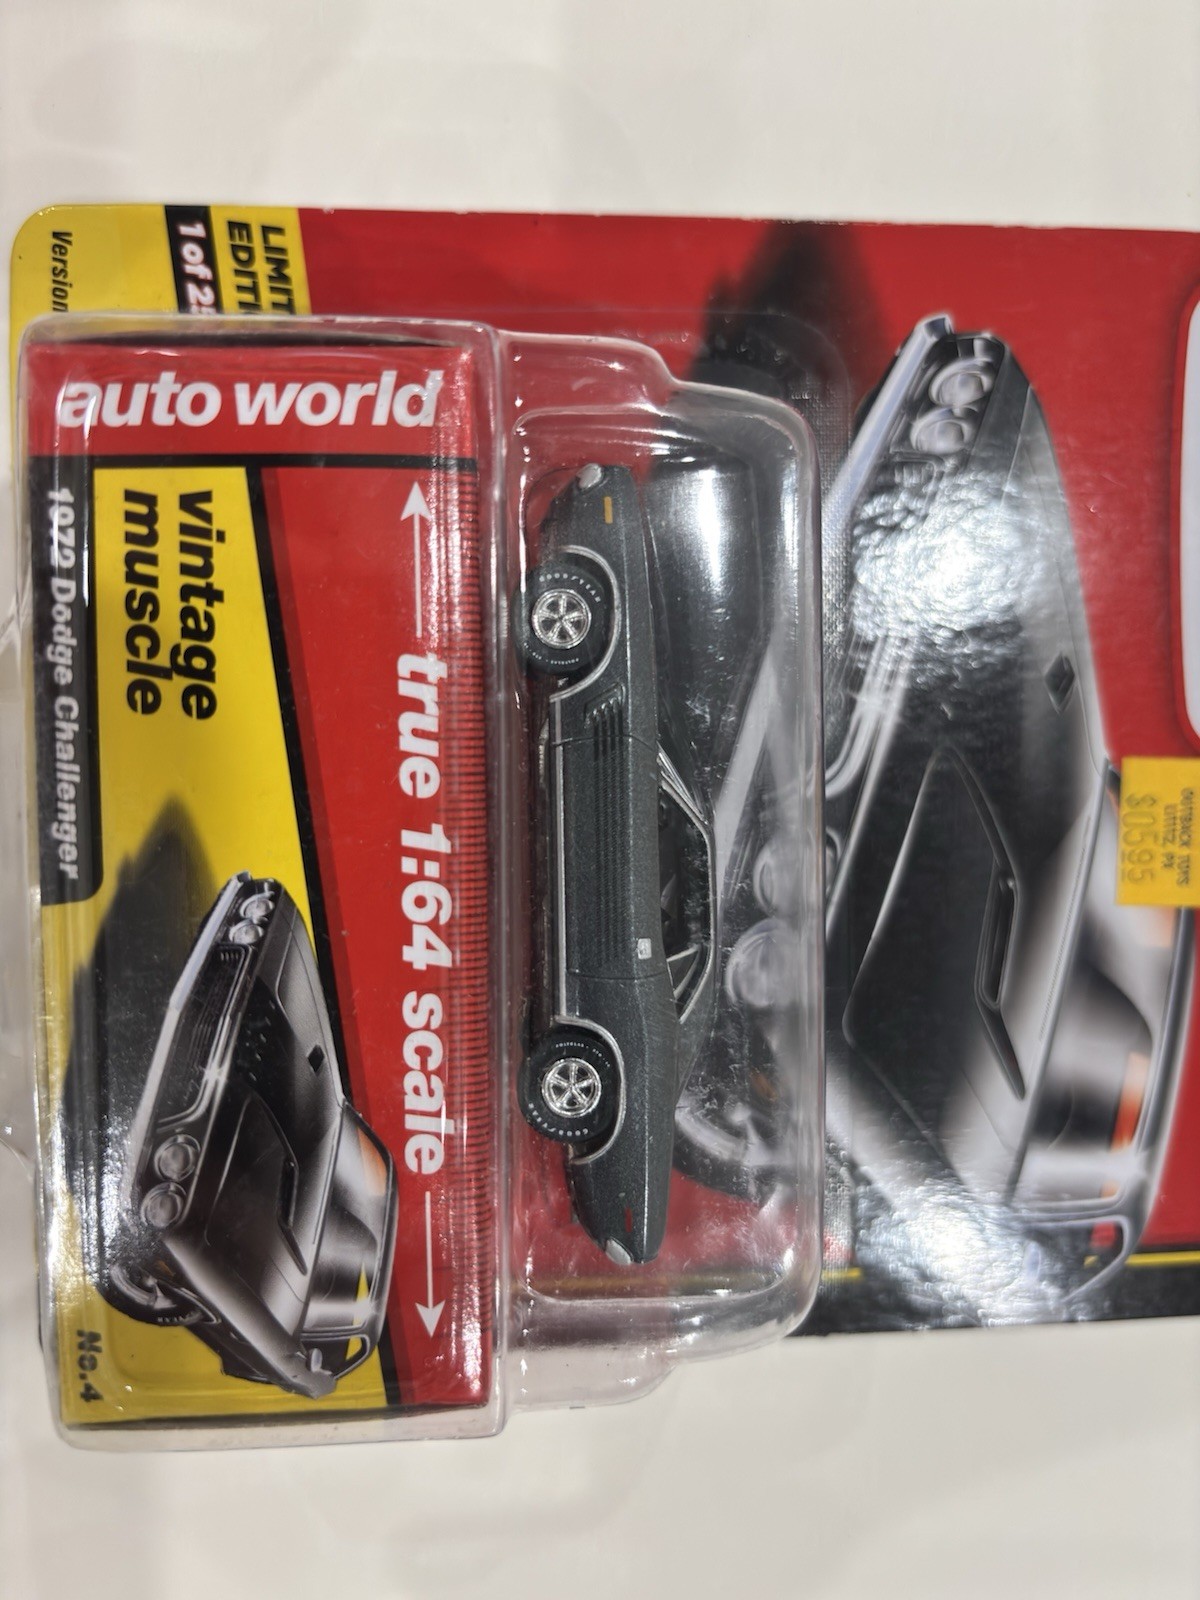 LIMIT
EDITI
1 of 2
Version
auto world
vintage
muscle
1972 Dodge Challenger
true 1:64 scale
No.4
GOODYEAR
GOODYEAR
OUTBACK TOYS
LITITZ, PA
$05.95